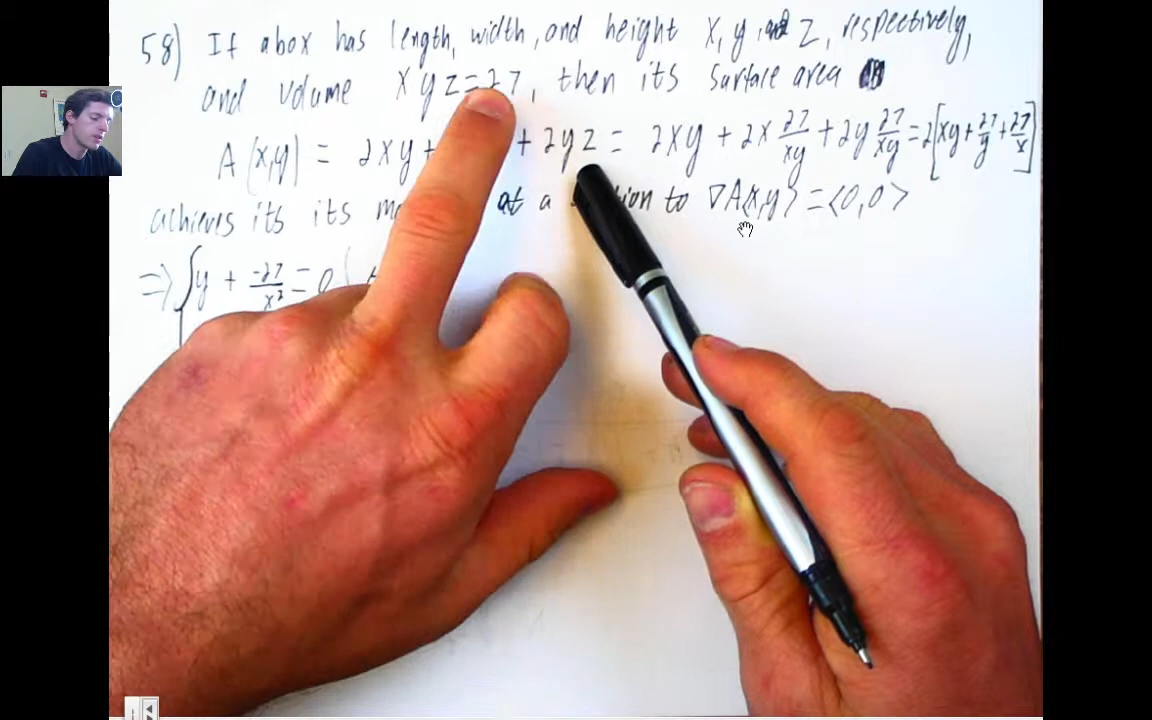 58) If a box has length, width, and height x, y, and z, respectively,
and volume xyz=27, then its surface area
A(x,y) = 2xy+ + 2yz = 2xy + 2x 27/xy + 2y 27/xy = 2[xy + 27/y + 27/x]
achieves its its at a to ∇A(x,y) = <0,0>
=> { y + -27/x² = 0